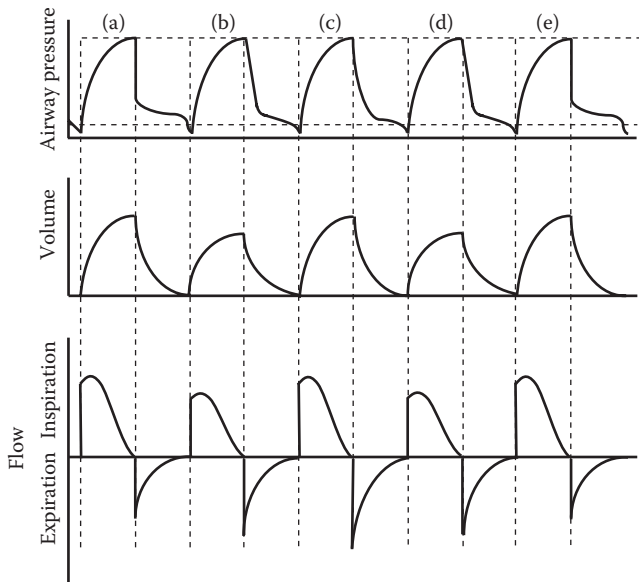 (a) (b) (c) (d) (e)
Airway pressure
Volume
Flow
Expiration Inspiration